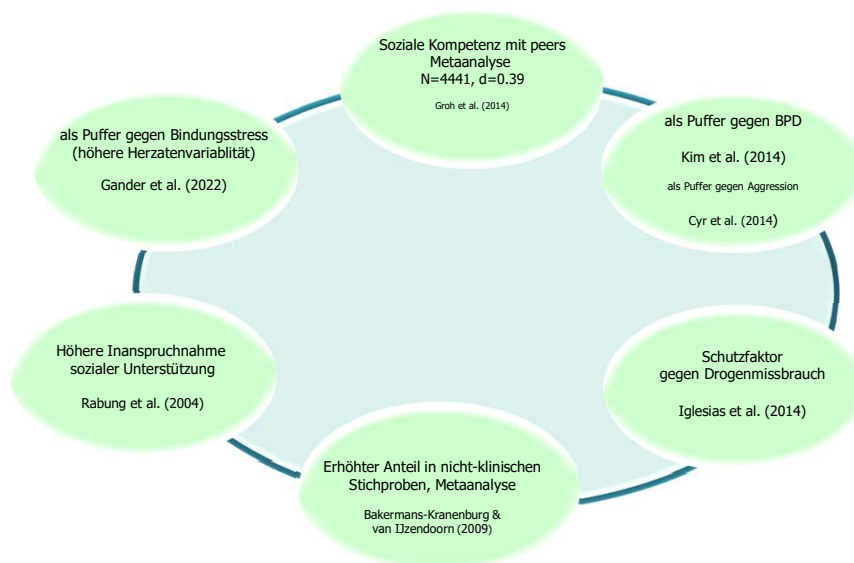 Soziale Kompetenz mit peers
Metaanalyse
N=4441, d=0.39
Groh et al. (2014)
als Puffer gegen BPD
Kim et al. (2014)
als Puffer gegen Aggression
Cyr et al. (2014)
Schutzfaktor
gegen Drogenmissbrauch
Iglesias et al. (2014)
Erhöhter Anteil in nicht-klinischen
Stichproben, Metaanalyse
Bakermans-Kranenburg &
van IJzendoorn (2009)
Höhere Inanspruchnahme
sozialer Unterstützung
Rabung et al. (2004)
als Puffer gegen Bindungsstress
(höhere Herzatenvariablität)
Gander et al. (2022)